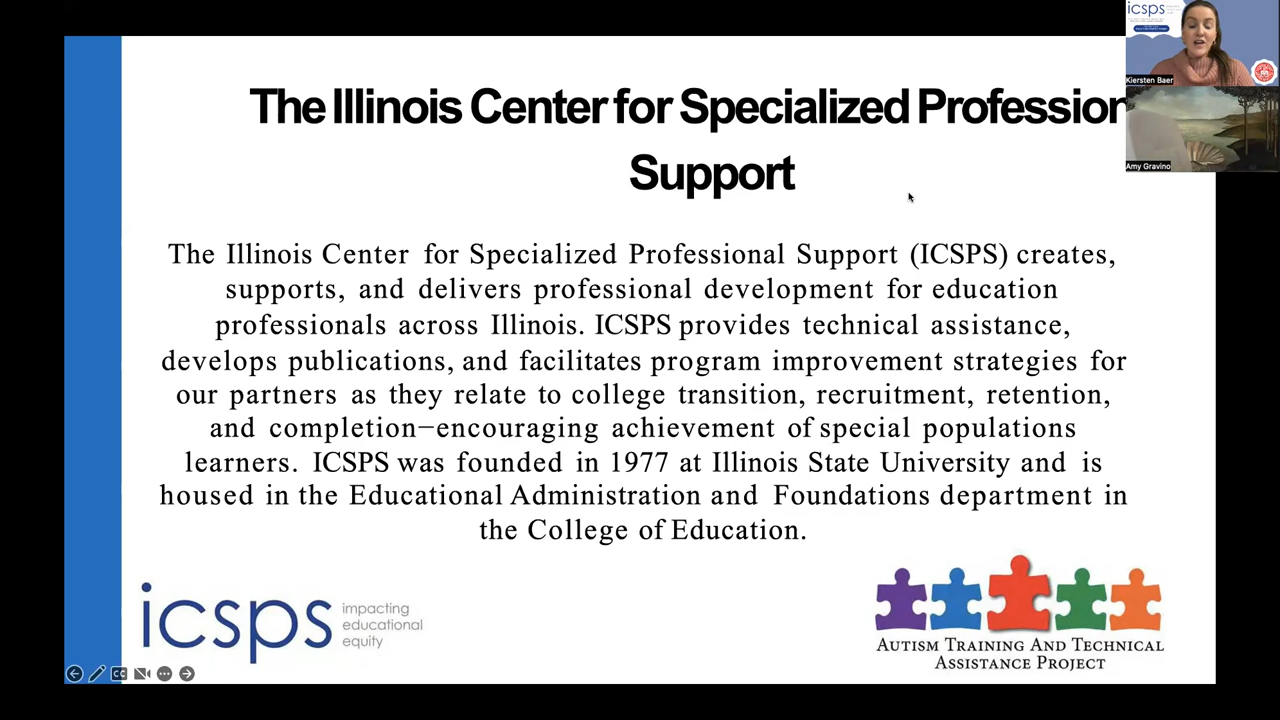 The Illinois Center for Specialized Profession
Support
The Illinois Center for Specialized Professional Support (ICSPS) creates,
supports, and delivers professional development for education
professionals across Illinois. ICSPS provides technical assistance,
develops publications, and facilitates program improvement strategies for
our partners as they relate to college transition, recruitment, retention,
and completion–encouraging achievement of special populations
learners. ICSPS was founded in 1977 at Illinois State University and is
housed in the Educational Administration and Foundations department in
the College of Education.
icsps
impacting
educational
equity
AUTISM TRAINING AND TECHNICAL
ASSISTANCE PROJECT
CC
icsps
Kiersten Baer
Amy Gravino